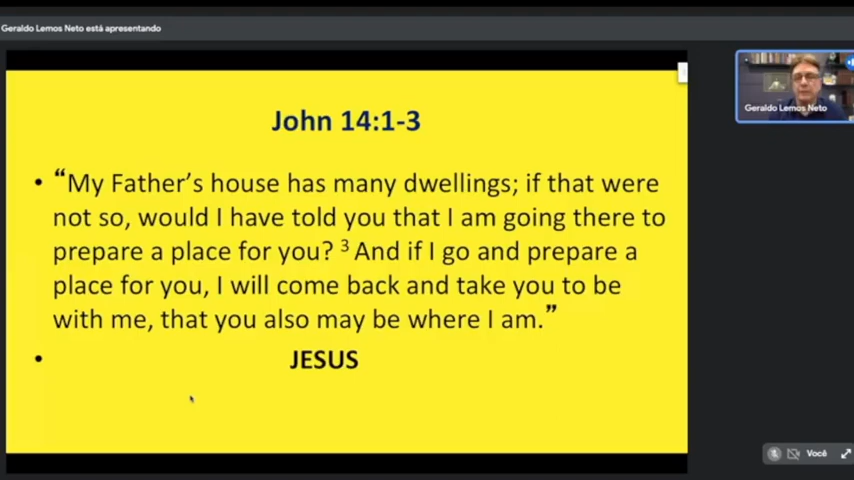 Geraldo Lemos Neto está apresentando
John 14:1-3
• “My Father’s house has many dwellings; if that were
not so, would I have told you that I am going there to
prepare a place for you? ³ And if I go and prepare a
place for you, I will come back and take you to be
with me, that you also may be where I am.”
• JESUS
Geraldo Lemos Neto
Você